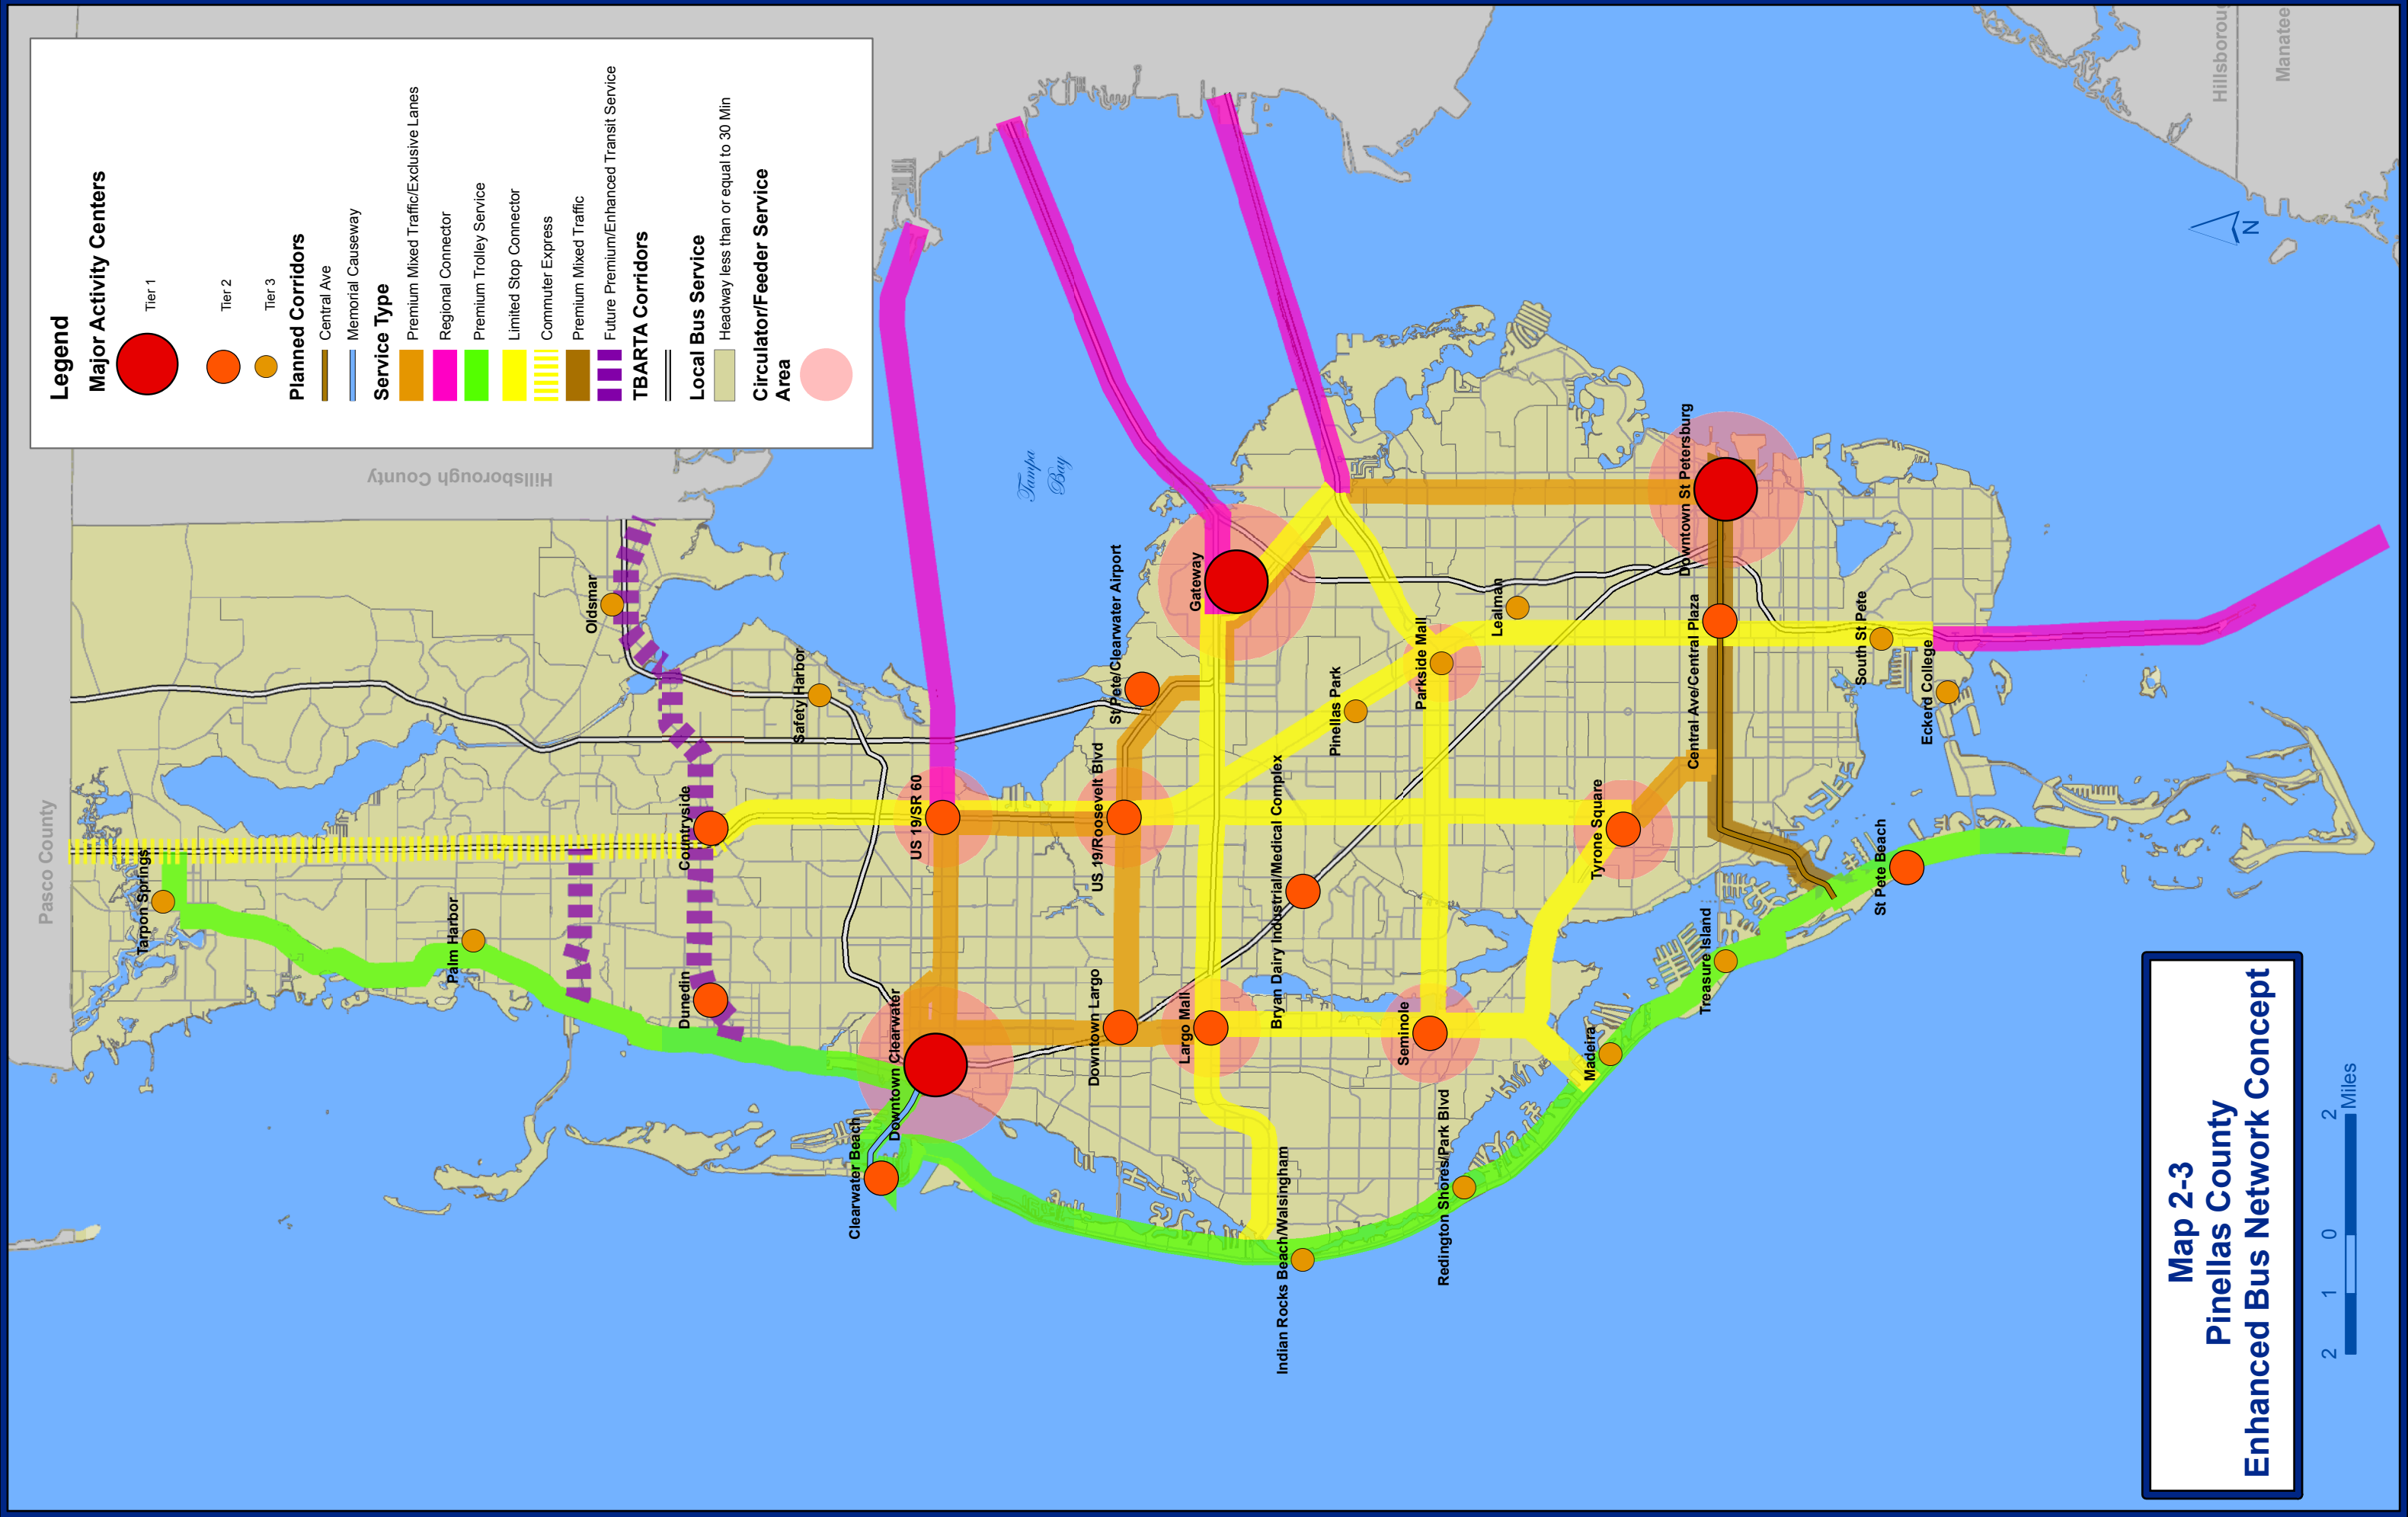 Legend
Major Activity Centers
Tier 1
Tier 2
Tier 3
Planned Corridors
Central Ave
Memorial Causeway
Service Type
Premium Mixed Traffic/Exclusive Lanes
Regional Connector
Premium Trolley Service
Limited Stop Connector
Commuter Express
Premium Mixed Traffic
Future Premium/Enhanced Transit Service
TBARTA Corridors
Local Bus Service
Headway less than or equal to 30 Min
Circulator/Feeder Service
Area
Pasco County
Hillsborough County
Tampa
Bay
Manatee
N
Tarpon Springs
Palm Harbor
Oldsmar
Dunedin
Countryside
Safety Harbor
Clearwater Beach
Downtown Clearwater
US 19/SR 60
Downtown Largo
US 19/Roosevelt Blvd
St Pete/Clearwater Airport
Largo Mall
Gateway
Bryan Dairy Industrial/Medical Complex
Indian Rocks Beach/Walsingham
Pinellas Park
Seminole
Parkside Mall
Redington Shores/Park Blvd
Lealman
Madeira
Tyrone Square
Downtown St Petersburg
Central Ave/Central Plaza
Treasure Island
South St Pete
St Pete Beach
Eckerd College
Map 2-3
Pinellas County
Enhanced Bus Network Concept
2 1 0 2
Miles